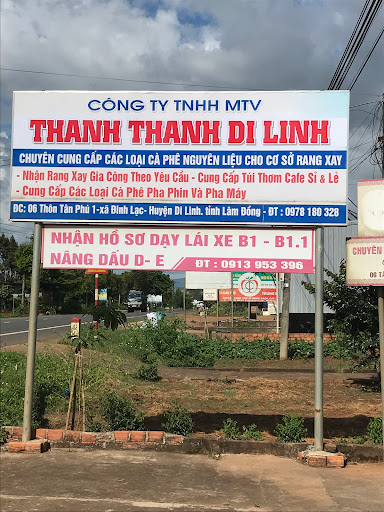 CÔNG TY TNHH MTV
THANH THANH DI LINH
CHUYÊN CUNG CẤP CÁC LOẠI CÀ PHÊ NGUYÊN LIỆU CHO CƠ SỞ RANG XAY
- Nhận Rang Xay Gia Công Theo Yêu Cầu - Cung Cấp Túi Thơm Cafe Sỉ & Lẻ
- Cung Cấp Các Loại Cà Phê Pha Phin Và Pha Máy
ĐC: 06 Thôn Tân Phú 1-xã Đinh Lạc- Huyện Di Linh. tỉnh Lâm Đồng - ĐT : 0978 180 328
NHẬN HỒ SƠ DẠY LÁI XE B1 - B1.1
NÂNG DẤU D- E ĐT : 0913 953 396
CHUYÊN
06 TÂ